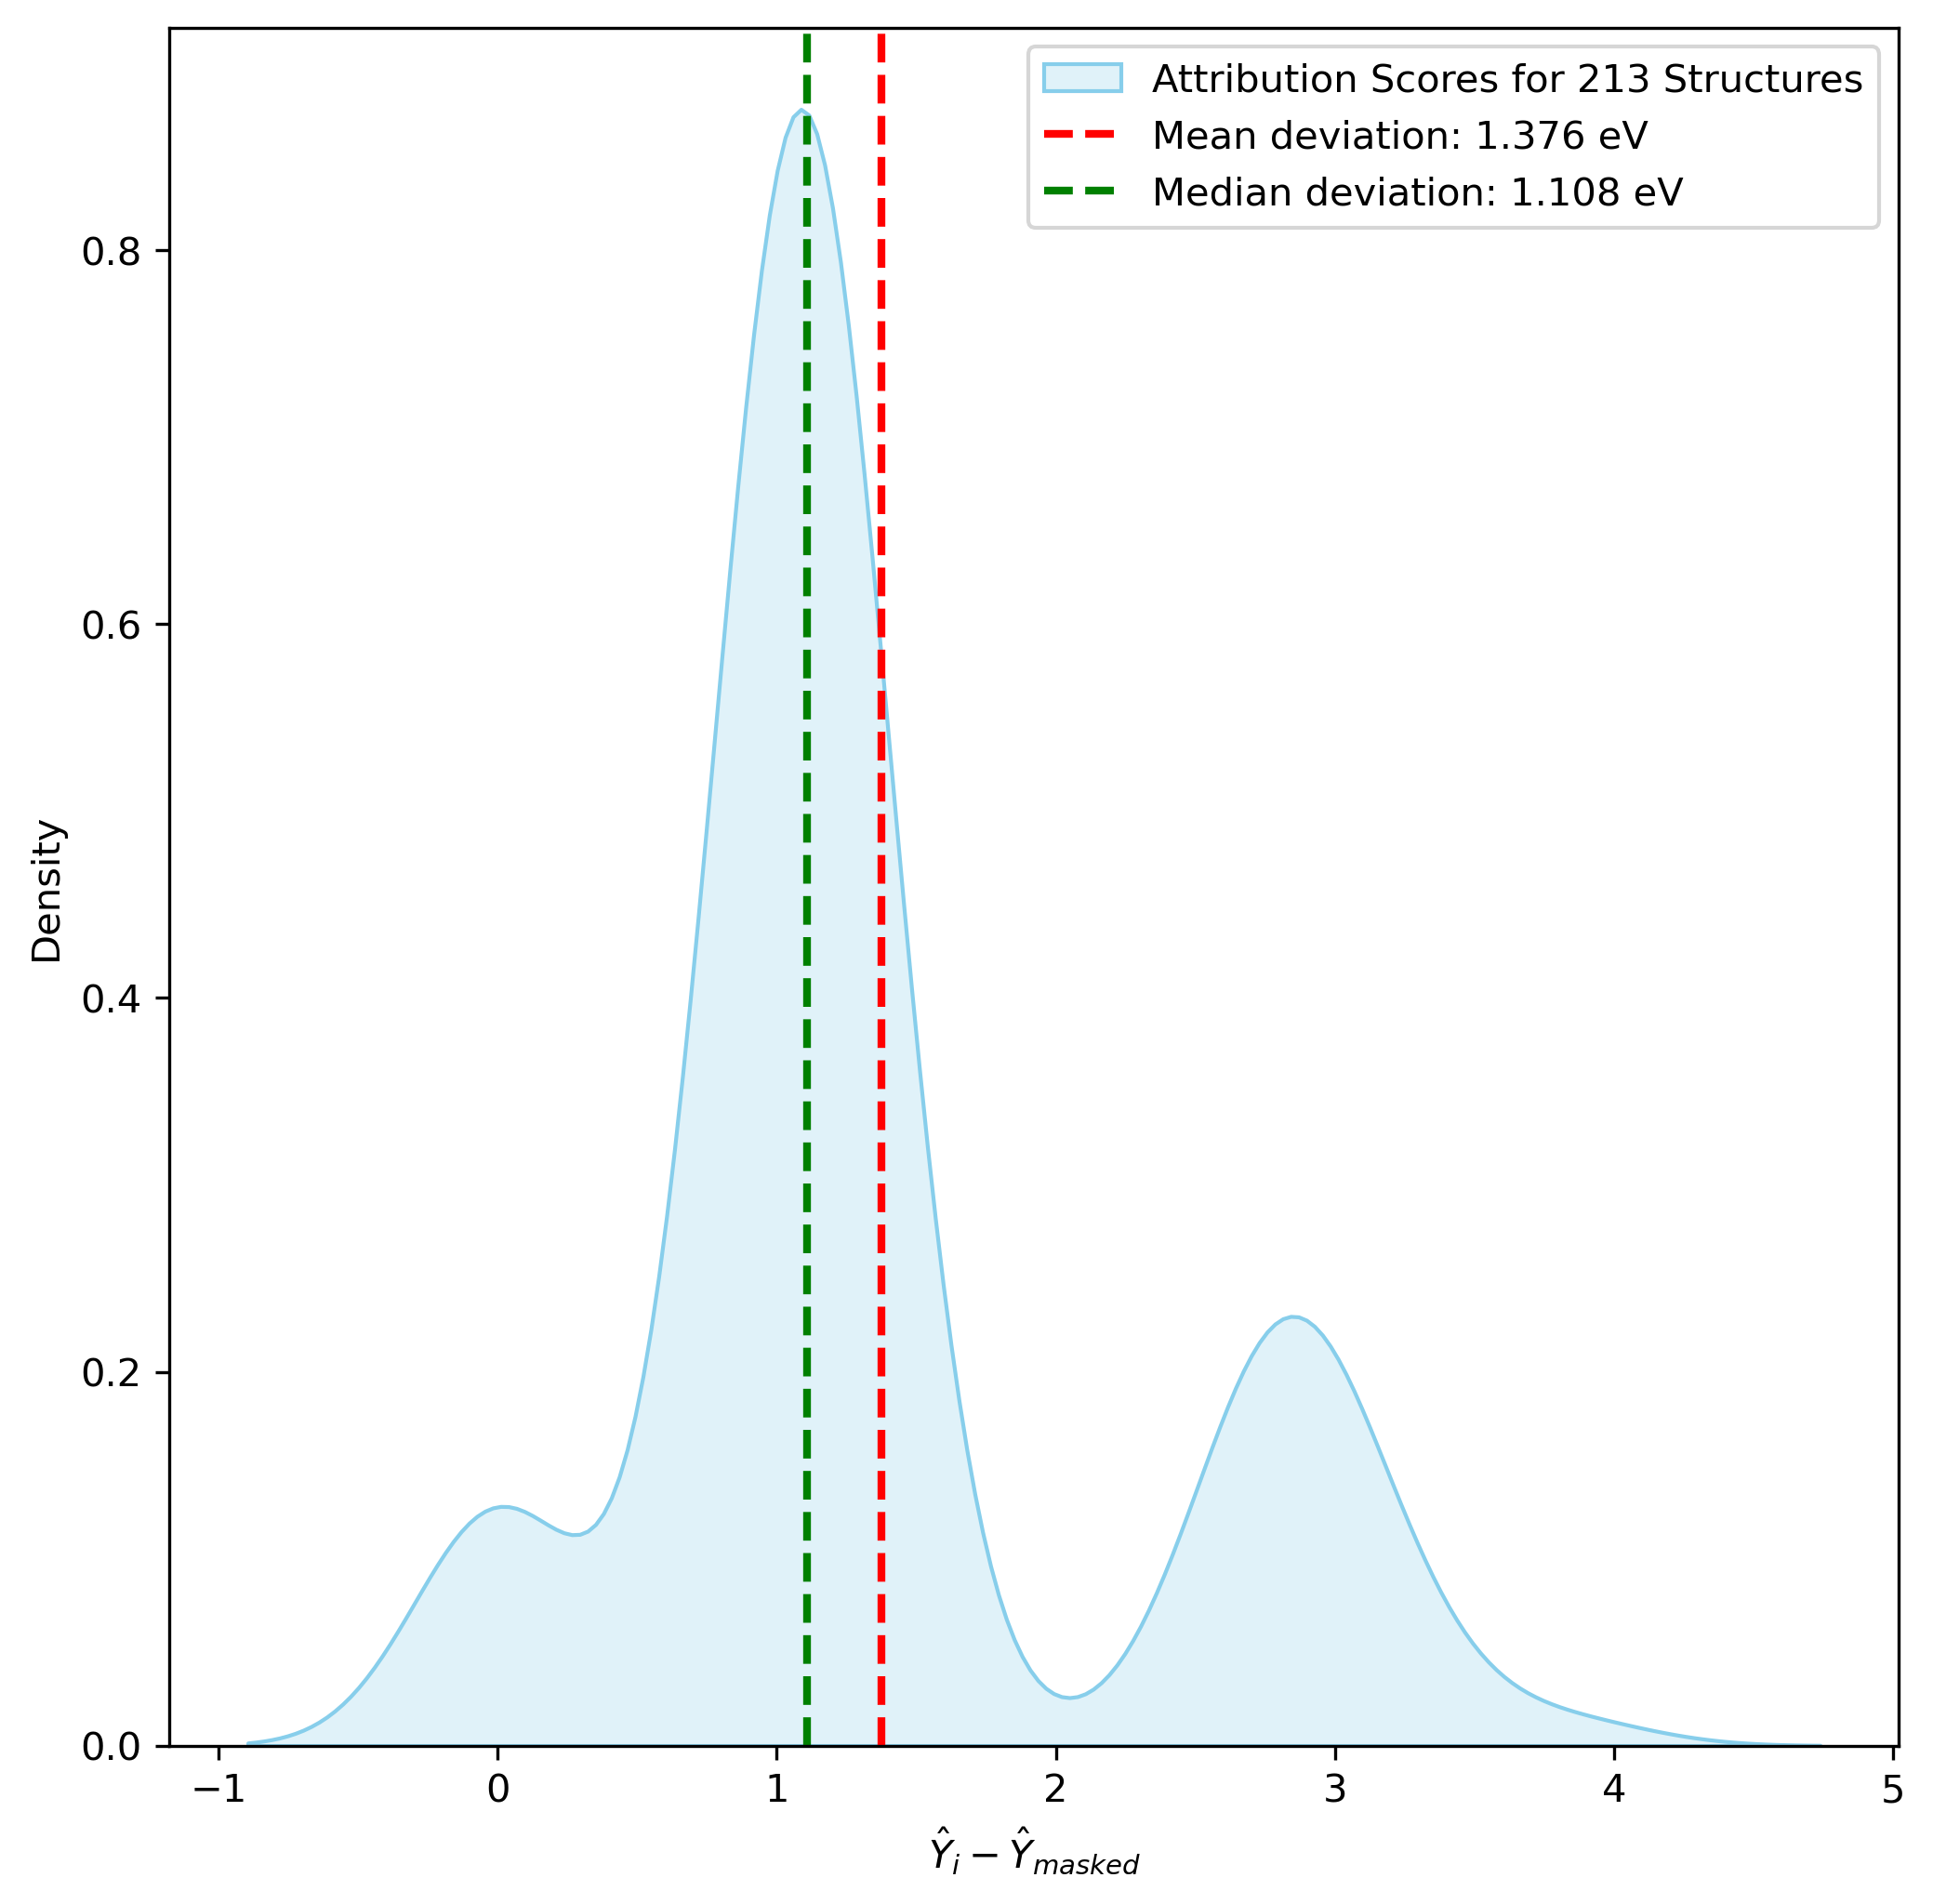 Attribution Scores for 213 Structures
Mean deviation: 1.376 eV
Median deviation: 1.108 eV
0.8
0.6
0.4
0.2
0.0
Density
−1 0 1 2 3 4 5
Ŷᵢ − Ŷ_masked